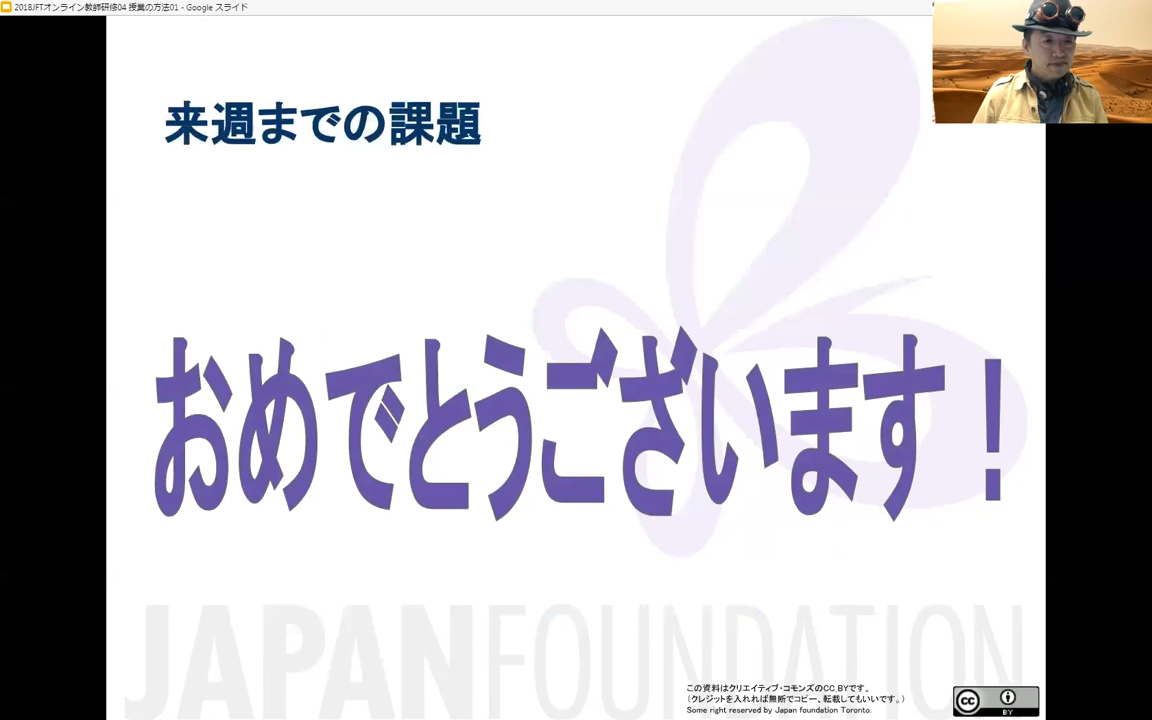 2018JFTオンライン教師研修04 授業の方法01 - Google スライド
来週までの課題
おめでとうございます！
JAPANFOUNDATION
この資料はクリエイティブ・コモンズのCC_BYです。
（クレジットを入れれば無断でコピー、転載してもいいです。）
Some right reserved by Japan foundation Toronto.
cc
BY